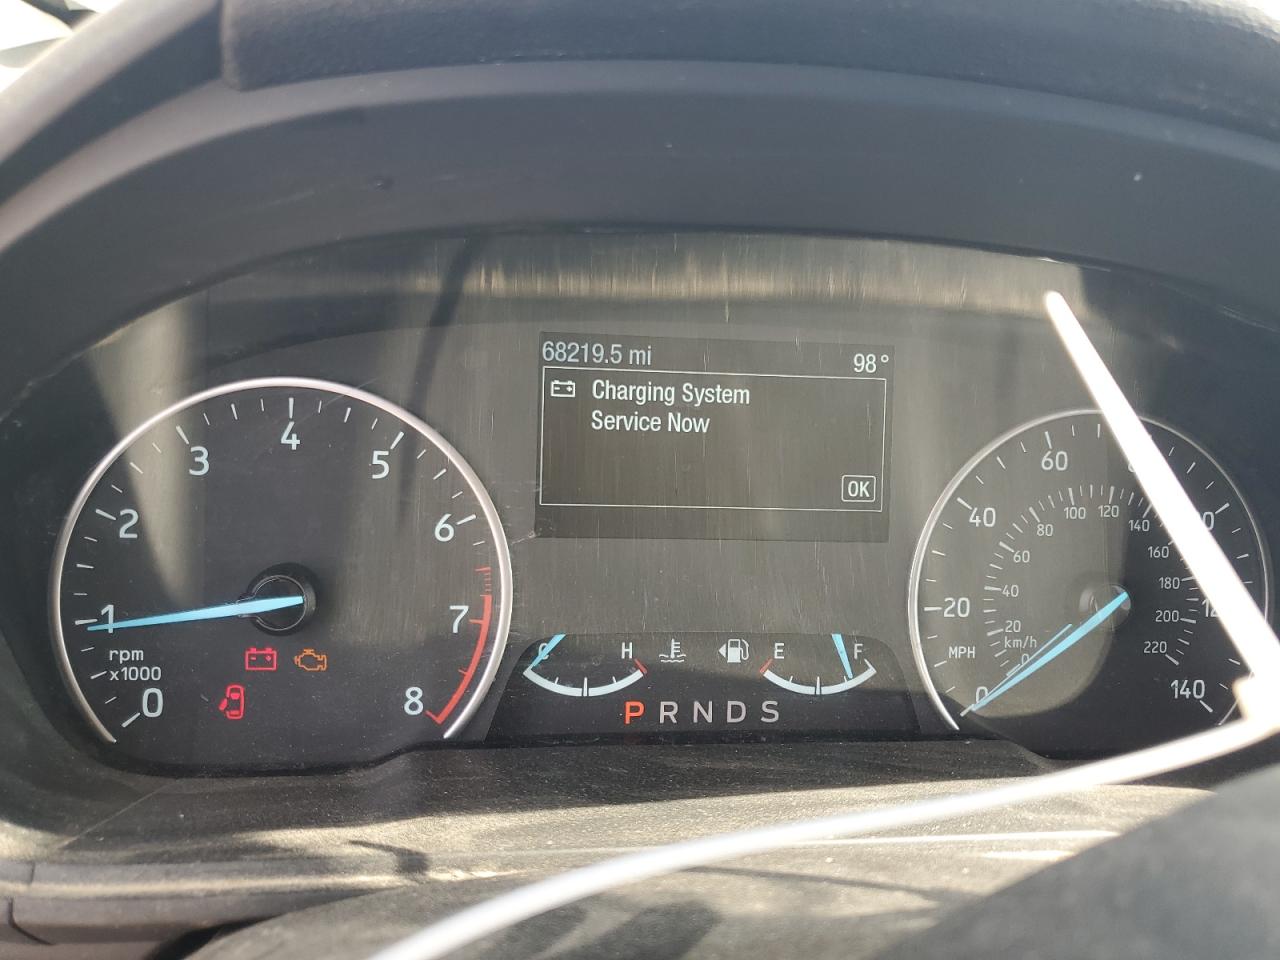 68219.5 mi 98°
Charging System
Service Now
OK
0 1 2 3 4 5 6 7 8
rpm
x1000
C H E F
P R N D S
0 20 40 60 140
MPH
0 20 40 60 80 100 120 140 160 180 200 220
km/h